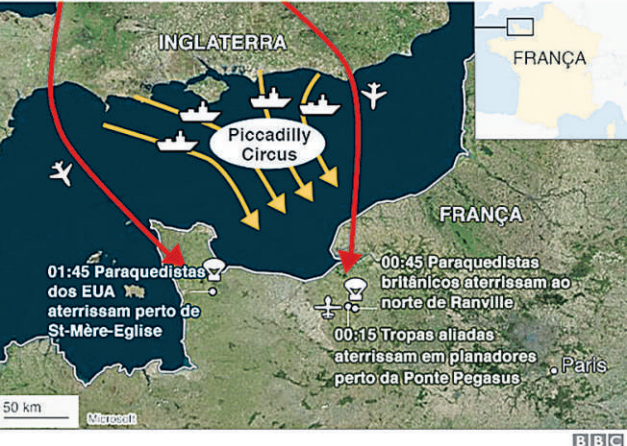 INGLATERRA
FRANÇA
Piccadilly
Circus
FRANÇA
01:45 Paraquedistas
dos EUA
aterrissam perto de
St-Mère-Eglise
00:45 Paraquedistas
britânicos aterrissam ao
norte de Ranville
00:15 Tropas aliadas
aterrissam em planadores
perto da Ponte Pegasus
Paris
50 km
Microsoft
BBC